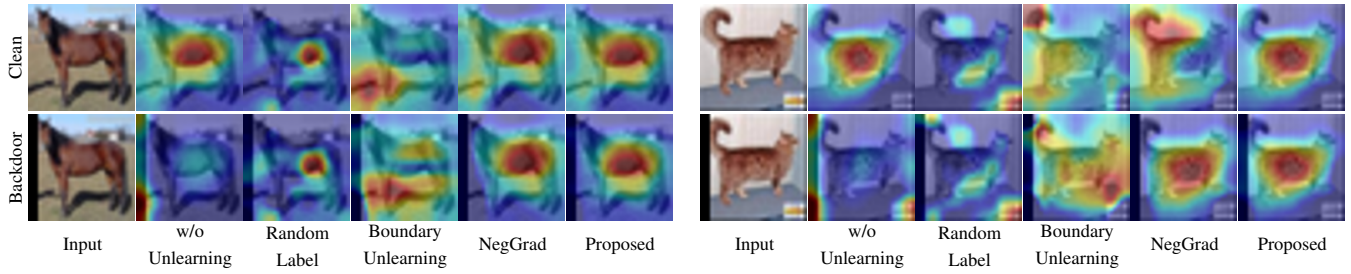 Clean
Backdoor
Input
w/o
Unlearning
Random
Label
Boundary
Unlearning
NegGrad
Proposed
Input
w/o
Unlearning
Random
Label
Boundary
Unlearning
NegGrad
Proposed